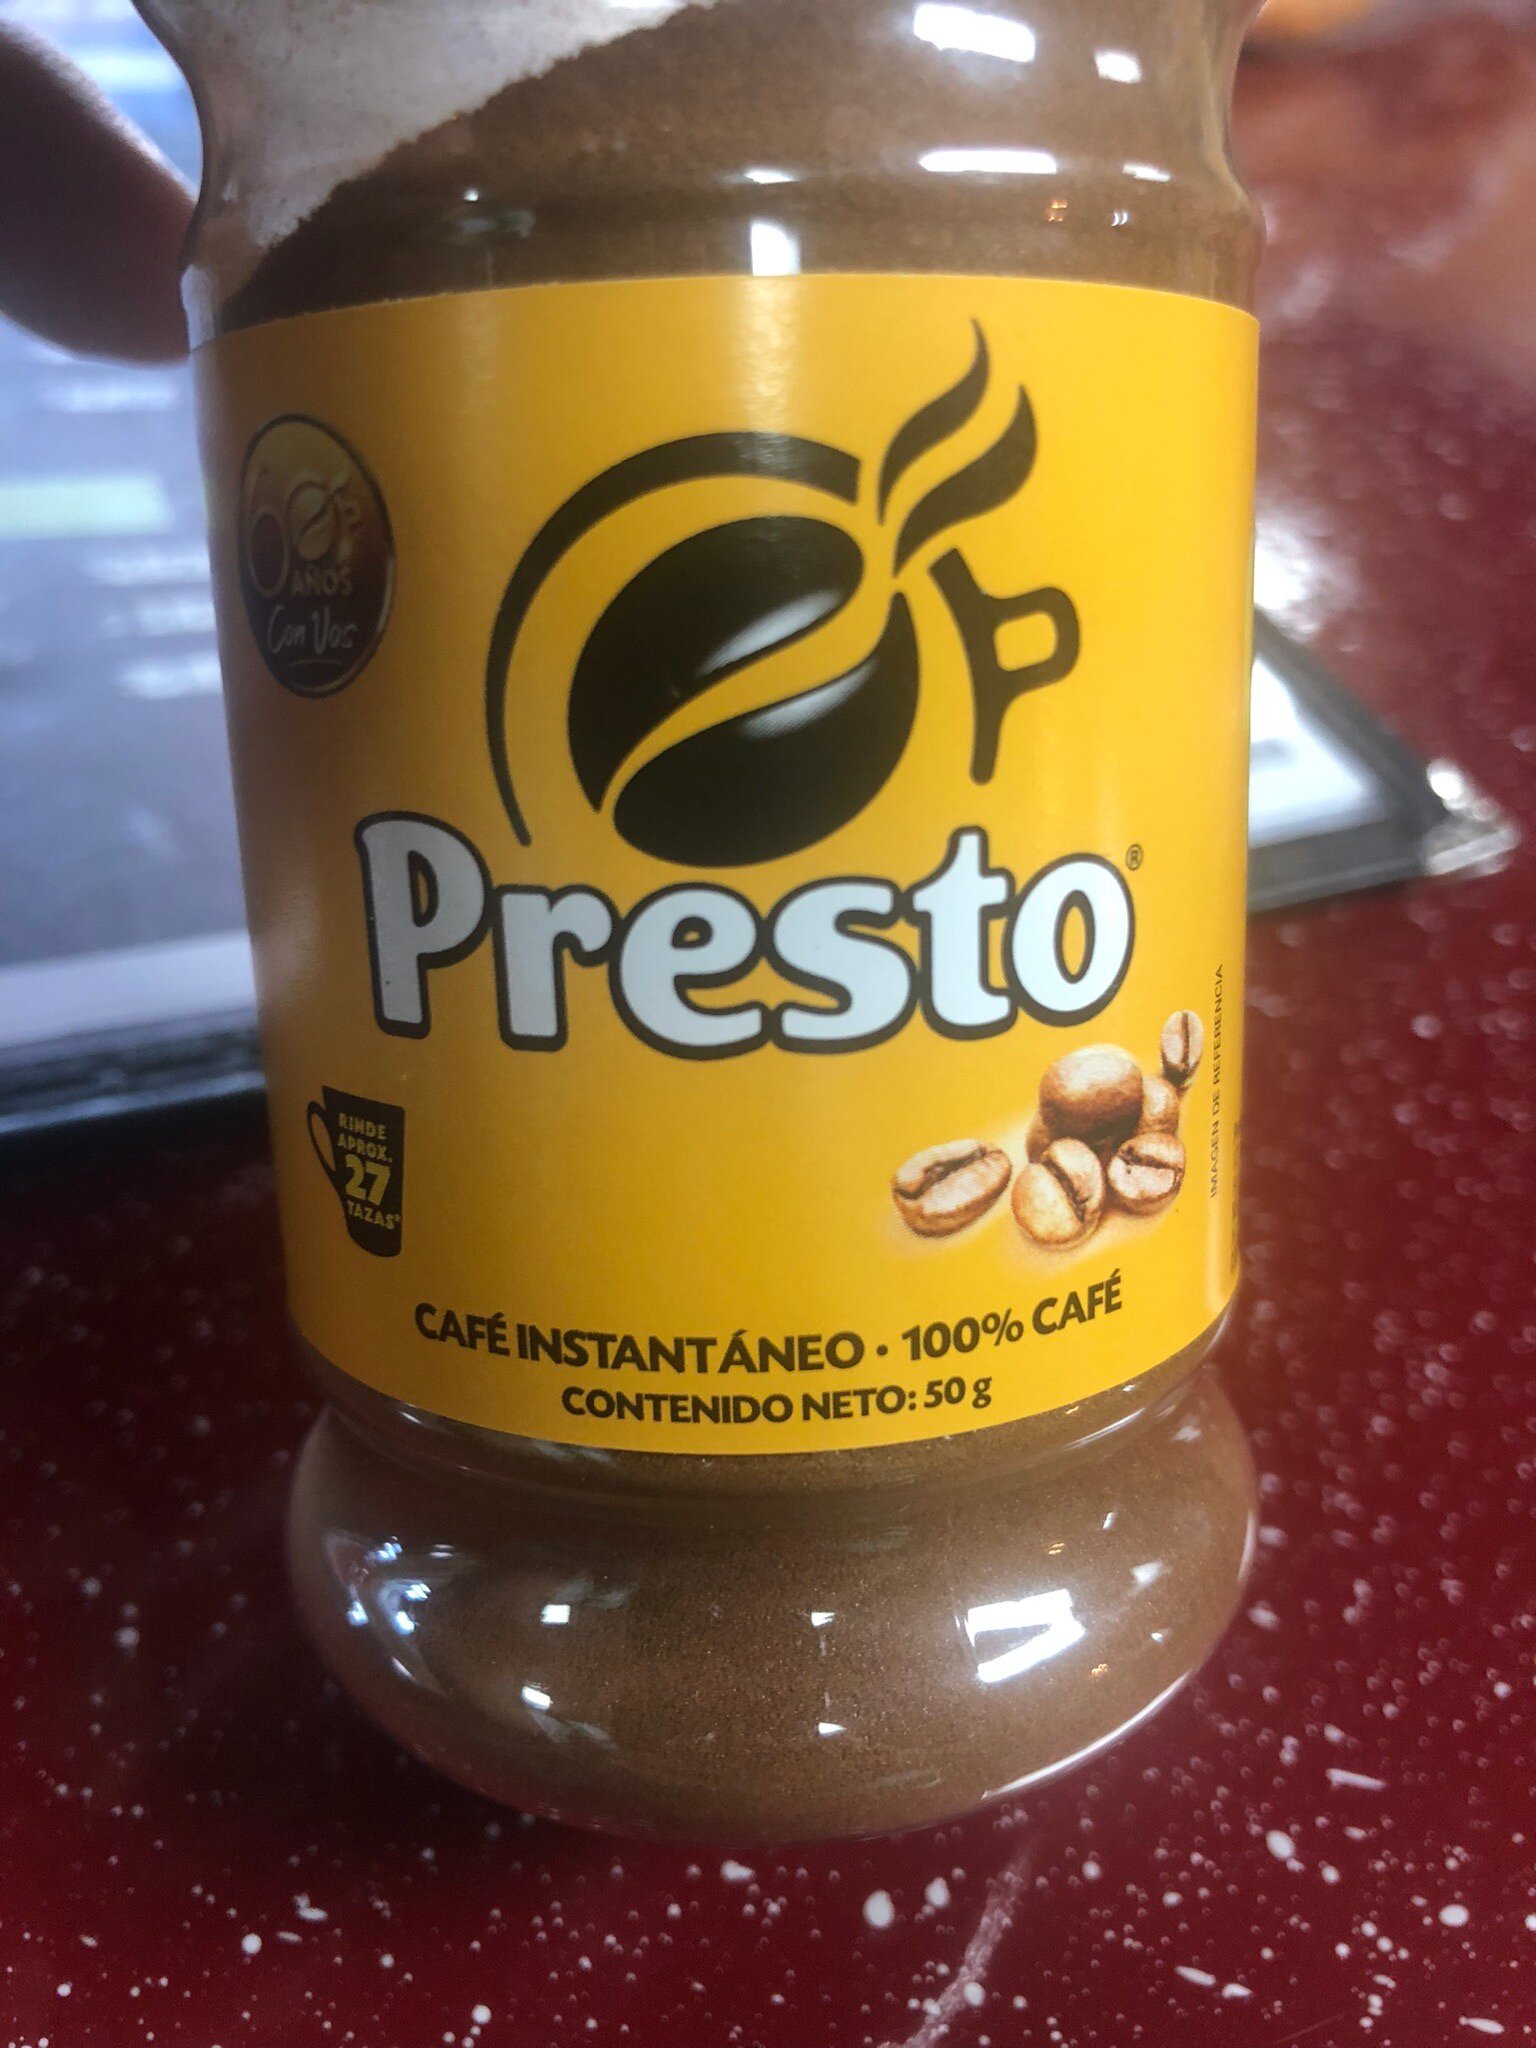 60
AÑOS
Con Vos
Presto®
RINDE
APROX.
27
TAZAS*
IMAGEN DE REFERENCIA
CAFÉ INSTANTÁNEO · 100% CAFÉ
CONTENIDO NETO: 50 g